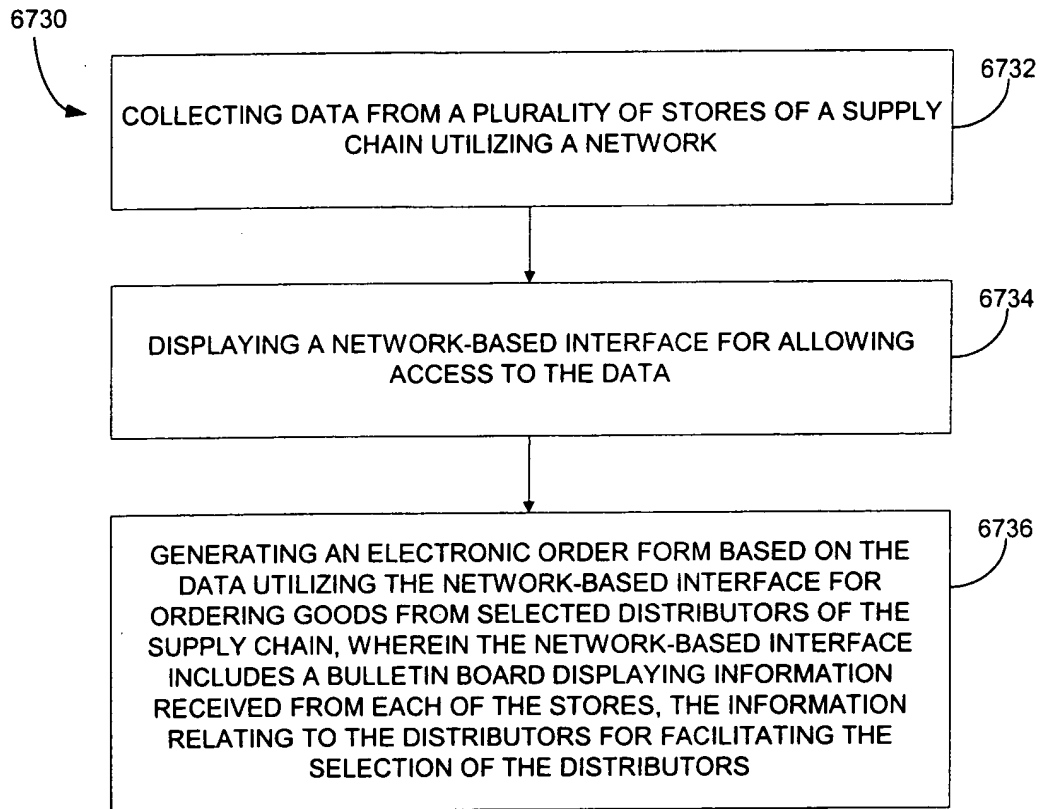 6730
6732
COLLECTING DATA FROM A PLURALITY OF STORES OF A SUPPLY
CHAIN UTILIZING A NETWORK
6734
DISPLAYING A NETWORK-BASED INTERFACE FOR ALLOWING
ACCESS TO THE DATA
6736
GENERATING AN ELECTRONIC ORDER FORM BASED ON THE
DATA UTILIZING THE NETWORK-BASED INTERFACE FOR
ORDERING GOODS FROM SELECTED DISTRIBUTORS OF THE
SUPPLY CHAIN, WHEREIN THE NETWORK-BASED INTERFACE
INCLUDES A BULLETIN BOARD DISPLAYING INFORMATION
RECEIVED FROM EACH OF THE STORES, THE INFORMATION
RELATING TO THE DISTRIBUTORS FOR FACILITATING THE
SELECTION OF THE DISTRIBUTORS